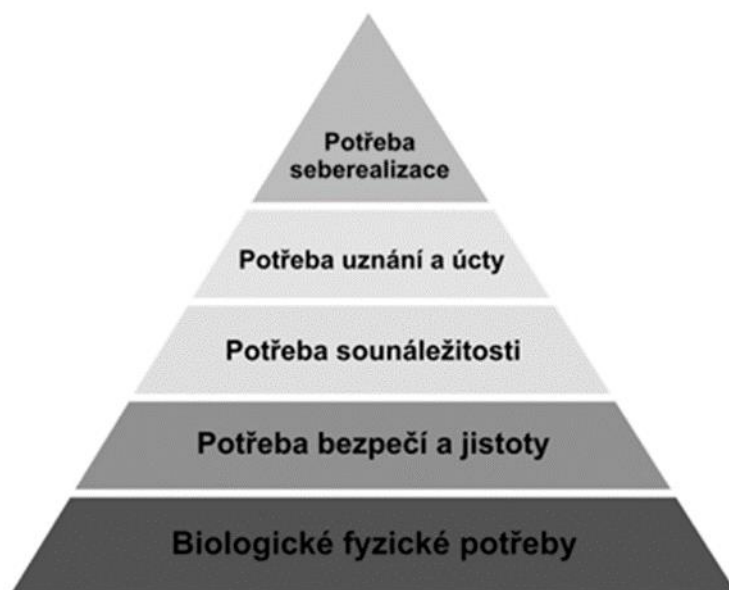 Potřeba
seberealizace
Potřeba uznání a úcty
Potřeba sounáležitosti
Potřeba bezpečí a jistoty
Biologické fyzické potřeby